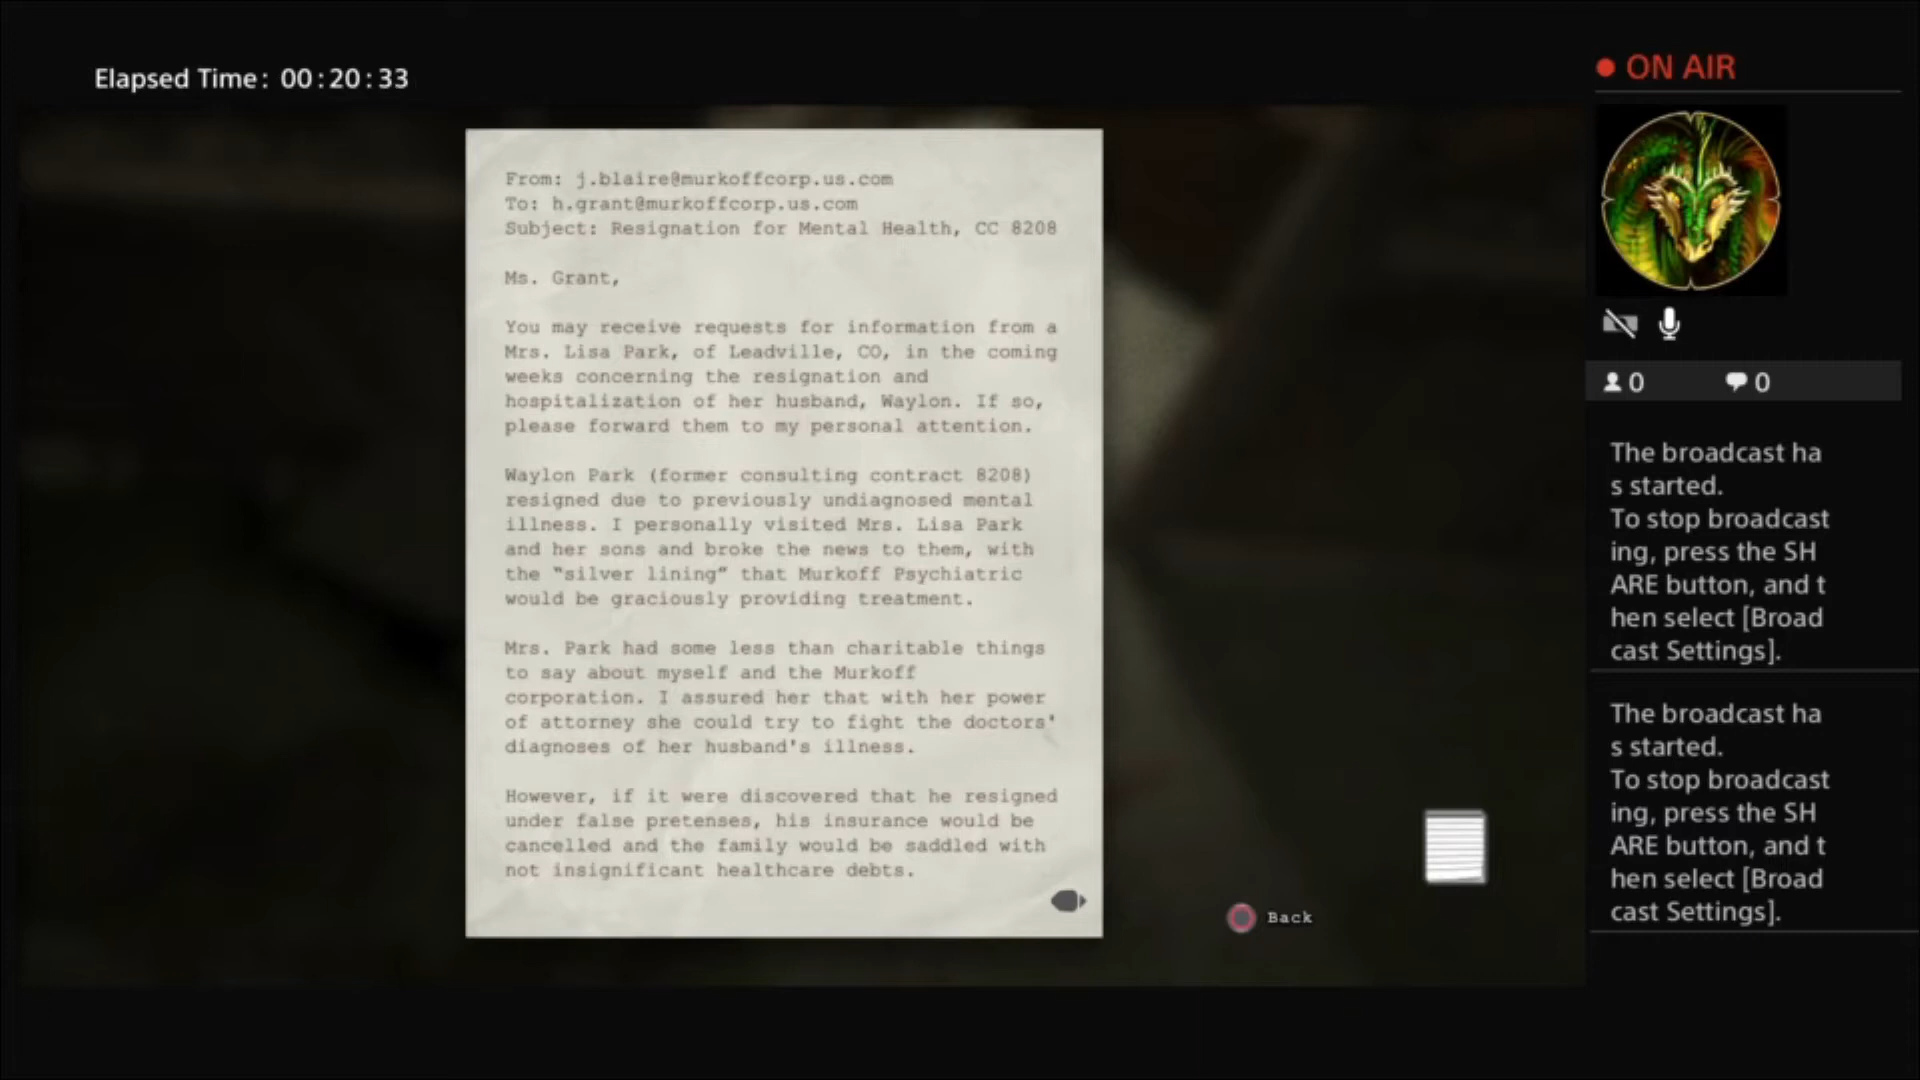 Elapsed Time: 00:20:33
From: j.blaire@murkoffcorp.us.com
To: h.grant@murkoffcorp.us.com
Subject: Resignation for Mental Health, CC 8208
Ms. Grant,
You may receive requests for information from a
Mrs. Lisa Park, of Leadville, CO, in the coming
weeks concerning the resignation and
hospitalization of her husband, Waylon. If so,
please forward them to my personal attention.
Waylon Park (former consulting contract 8208)
resigned due to previously undiagnosed mental
illness. I personally visited Mrs. Lisa Park
and her sons and broke the news to them, with
the “silver lining” that Murkoff Psychiatric
would be graciously providing treatment.
Mrs. Park had some less than charitable things
to say about myself and the Murkoff
corporation. I assured her that with her power
of attorney she could try to fight the doctors'
diagnoses of her husband's illness.
However, if it were discovered that he resigned
under false pretenses, his insurance would be
cancelled and the family would be saddled with
not insignificant healthcare debts.
Back
ON AIR
0 0
The broadcast ha
s started.
To stop broadcast
ing, press the SH
ARE button, and t
hen select [Broad
cast Settings].
The broadcast ha
s started.
To stop broadcast
ing, press the SH
ARE button, and t
hen select [Broad
cast Settings].